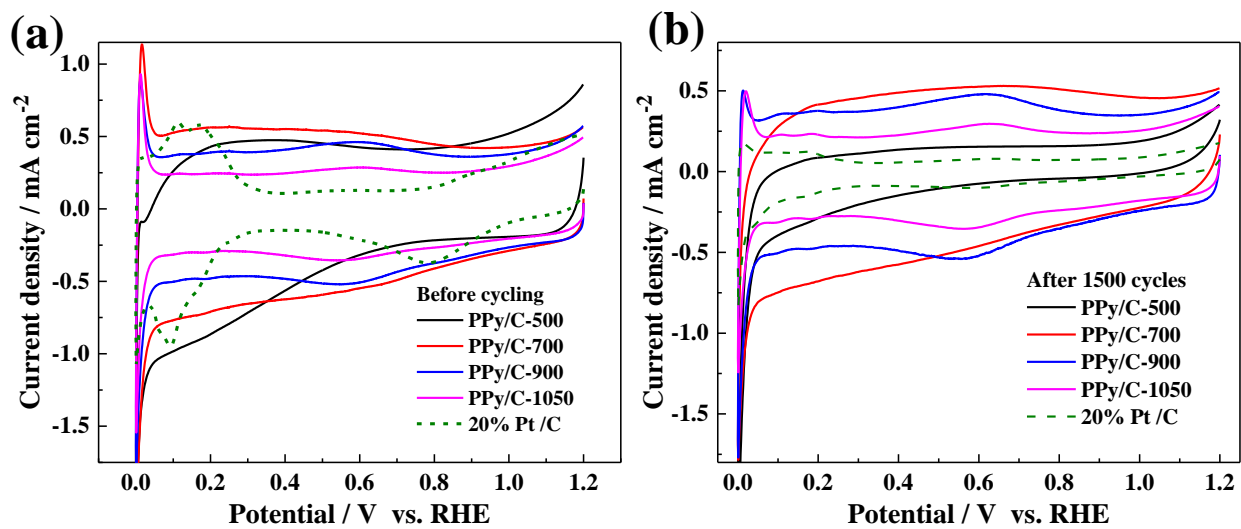 (a)
Current density / mA cm-2
1.0
0.5
0.0
-0.5
-1.0
-1.5
Before cycling
PPy/C-500
PPy/C-700
PPy/C-900
PPy/C-1050
20% Pt /C
0.0 0.2 0.4 0.6 0.8 1.0 1.2
Potential / V vs. RHE
(b)
Current density / mA cm-2
0.5
0.0
-0.5
-1.0
-1.5
After 1500 cycles
PPy/C-500
PPy/C-700
PPy/C-900
PPy/C-1050
20% Pt /C
0.0 0.2 0.4 0.6 0.8 1.0 1.2
Potential / V vs. RHE